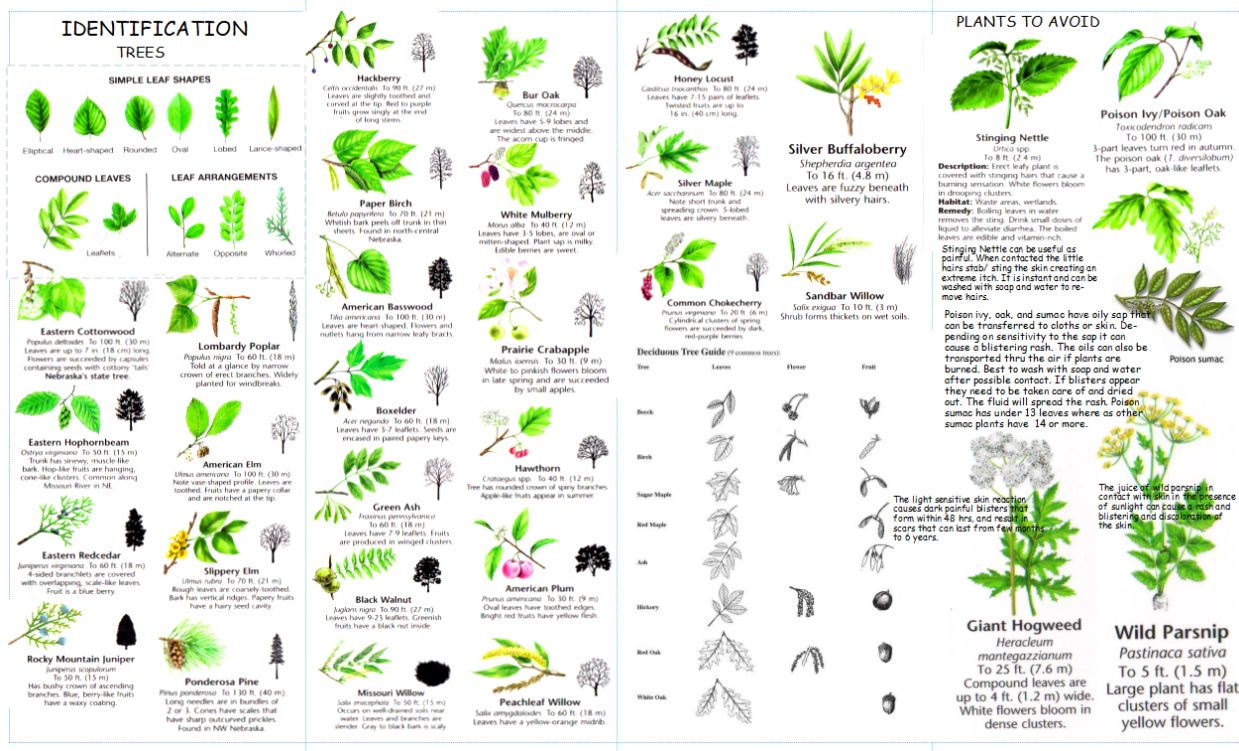 IDENTIFICATION
TREES
SIMPLE LEAF SHAPES
Elliptical Heart-shaped Rounded Oval Lobed Lance-shaped
COMPOUND LEAVES
LEAF ARRANGEMENTS
Leaflets
Alternate Opposite Whorled
Eastern Cottonwood
Populus deltoides To 100 ft. (30 m)
Leaves are up to 7 in. (18 cm) long.
Flowers are succeeded by capsules
containing seeds with cottony 'tails'
Nebraska's state tree.
Lombardy Poplar
Populus nigra To 60 ft. (18 m)
Told at a glance by narrow
crown of erect branches. Widely
planted for windbreaks.
Eastern Hophornbeam
Ostrya virginiana To 50 ft. (15 m)
Trunk has sinewy, muscle-like
bark. Hop-like fruits are hanging,
cone-like clusters. Common along
Missouri River in NE.
American Elm
Ulmus americana To 100 ft. (30 m)
Note vase-shaped profile. Leaves are
toothed. Fruits have a papery collar
and are notched at the tip.
Eastern Redcedar
Juniperus virginiana To 60 ft. (18 m)
4-sided branchlets are covered
with overlapping, scale-like leaves.
Fruit is a blue berry.
Slippery Elm
Ulmus rubra To 70 ft. (21 m)
Rough leaves are coarsely-toothed.
Bark has vertical ridges. Papery fruits
have a hairy seed cavity.
Rocky Mountain Juniper
Juniperus scopulorum
To 50 ft. (15 m)
Has bushy crown of ascending
branches. Blue, berry-like fruits
have a waxy coating.
Ponderosa Pine
Pinus ponderosa To 130 ft. (40 m)
Long needles are in bundles of
2 or 3. Cones have scales that
have sharp outcurved prickles.
Found in NW Nebraska.
Hackberry
Celtis occidentalis To 90 ft. (27 m)
Leaves are slightly toothed and
curved at the tip. Red to purple
fruits grow singly at the end
of long stems.
Paper Birch
Betula papyrifera To 70 ft. (21 m)
Whitish bark peels off trunk in thin
sheets. Found in north-central
Nebraska.
American Basswood
Tilia americana To 100 ft. (30 m)
Leaves are heart-shaped. Flowers and
nutlets hang from narrow leafy bracts.
Boxelder
Acer negundo To 60 ft. (18 m)
Leaves have 3-7 leaflets. Seeds are
encased in paired papery keys.
Green Ash
Fraxinus pennsylvanica
To 60 ft. (18 m)
Leaves have 7-9 leaflets. Fruits
are produced in winged clusters
Black Walnut
Juglans nigra To 90 ft. (27 m)
Leaves have 9-23 leaflets. Greenish
fruits have a black nut inside.
Missouri Willow
Salix eriocephala To 50 ft. (15 m)
Occurs on well-drained soils near
water. Leaves and branches are
slender. Gray to black bark is scaly
Bur Oak
Quercus macrocarpa
To 80 ft. (24 m)
Leaves have 5-9 lobes and
are widest above the middle.
The acorn cup is fringed.
White Mulberry
Morus alba To 40 ft. (12 m)
Leaves have 3-5 lobes, are oval or
mitten-shaped. Plant sap is milky.
Edible berries are sweet.
Prairie Crabapple
Malus ioensis To 30 ft. (9 m)
White to pinkish flowers bloom
in late spring and are succeeded
by small apples.
Hawthorn
Crataegus spp. To 40 ft. (12 m)
Tree has rounded crown of spiny branches.
Apple-like fruits appear in summer.
American Plum
Prunus americana To 30 ft. (9 m)
Oval leaves have toothed edges.
Bright red fruits have yellow flesh.
Peachleaf Willow
Salix amygdaloides To 60 ft. (18 m)
Leaves have a yellow-orange midrib.
Honey Locust
Gleditsia triacanthos To 80 ft. (24 m)
Leaves have 7-15 pairs of leaflets.
Twisted fruits are up to
16 in. (40 cm) long.
Silver Maple
Acer saccharinum To 80 ft. (24 m)
Note short trunk and
spreading crown. 5-lobed
leaves are silvery beneath.
Common Chokecherry
Prunus virginiana To 20 ft. (6 m)
Cylindrical clusters of spring
flowers are succeeded by dark,
red-purple berries.
Silver Buffaloberry
Shepherdia argentea
To 16 ft. (4.8 m)
Leaves are fuzzy beneath
with silvery hairs.
Sandbar Willow
Salix exigua To 10 ft. (3 m)
Shrub forms thickets on wet soils.
Deciduous Tree Guide (9 common trees):
Tree Leaves Flower Fruit
Beech
Birch
Sugar Maple
Red Maple
Ash
Hickory
Red Oak
White Oak
PLANTS TO AVOID
Stinging Nettle
Urtica spp.
To 8 ft. (2.4 m)
Description: Erect leafy plant is
covered with stinging hairs that cause a
burning sensation. White flowers bloom
in drooping clusters.
Habitat: Waste areas, wetlands.
Remedy: Boiling leaves in water
removes the sting. Drink small doses of
liquid to alleviate diarrhea. The boiled
leaves are edible and vitamin-rich.
Stinging Nettle can be useful as
painful. When contacted the little
hairs stab/ sting the skin creating an
extreme itch. It is instant and can be
washed with soap and water to re-
move hairs.
Poison Ivy/Poison Oak
Toxicodendron radicans
To 100 ft. (30 m)
3-part leaves turn red in autumn.
The poison oak (T. diversilobum)
has 3-part, oak-like leaflets.
Poison sumac
Poison ivy, oak, and sumac have oily sap that
can be transferred to cloths or skin. De-
pending on sensitivity to the sap it can
cause a blistering rash. The oils can also be
transported thru the air if plants are
burned. Best to wash with soap and water
after possible contact. If blisters appear
they need to be taken care of and dried
out. The fluid will spread the rash. Poison
sumac has under 13 leaves where as other
sumac plants have 14 or more.
The light sensitive skin reaction
causes dark painful blisters that
form within 48 hrs, and result in
scars that can last from few months
to 6 years.
Giant Hogweed
Heracleum
mantegazzianum
To 25 ft. (7.6 m)
Compound leaves are
up to 4 ft. (1.2 m) wide.
White flowers bloom in
dense clusters.
The juice of wild parsnip in
contact with skin in the presence
of sunlight can cause a rash and
blistering and discoloration of
the skin.
Wild Parsnip
Pastinaca sativa
To 5 ft. (1.5 m)
Large plant has flat
clusters of small
yellow flowers.